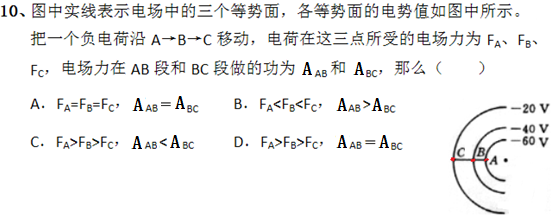 10、图中实线表示电场中的三个等势面，各等势面的电势值如图中所示。
把一个负电荷沿 A→B→C 移动，电荷在这三点所受的电场力为 FA、FB、
FC，电场力在 AB 段和 BC 段做的功为 AAB和 ABC，那么（　　）
A. FA=FB=FC，AAB＝ABC　　B. FA<FB<FC，AAB>ABC
C. FA>FB>FC，AAB<ABC　　D. FA>FB>FC，AAB＝ABC
－20 V
－40 V
－60 V
C B A